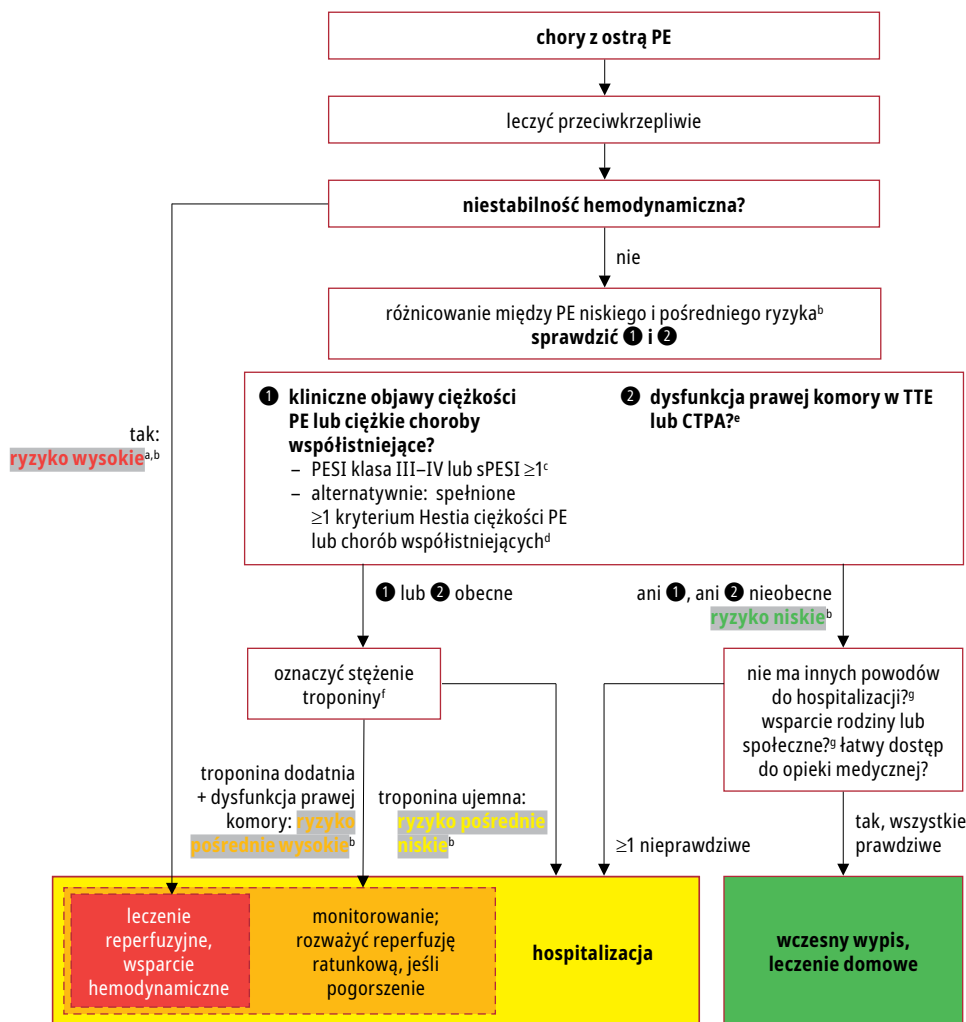 chory z ostrą PE
leczyć przeciwkrzepliwie
niestabilność hemodynamiczna?
nie
różnicowanie między PE niskiego i pośredniego ryzykaᵇ
sprawdzić ❶ i ❷
tak:
ryzyko wysokieᵃ,ᵇ
❶ kliniczne objawy ciężkości
PE lub ciężkie choroby
współistniejące?
– PESI klasa III–IV lub sPESI ≥1ᶜ
– alternatywnie: spełnione
≥1 kryterium Hestia ciężkości PE
lub chorób współistniejącychᵈ
❷ dysfunkcja prawej komory w TTE
lub CTPA?ᵉ
❶ lub ❷ obecne
ani ❶, ani ❷ nieobecne
ryzyko niskieᵇ
oznaczyć stężenie
troponinyᶠ
nie ma innych powodów
do hospitalizacji?ᵍ
wsparcie rodziny lub
społeczne?ᵍ łatwy dostęp
do opieki medycznej?
troponina dodatnia
+ dysfunkcja prawej
komory: ryzyko
pośrednie wysokieᵇ
troponina ujemna:
ryzyko pośrednie
niskieᵇ
≥1 nieprawdziwe
tak, wszystkie
prawdziwe
leczenie
reperfuzyjne,
wsparcie
hemodynamiczne
monitorowanie;
rozważyć reperfuzję
ratunkową, jeśli
pogorszenie
hospitalizacja
wczesny wypis,
leczenie domowe